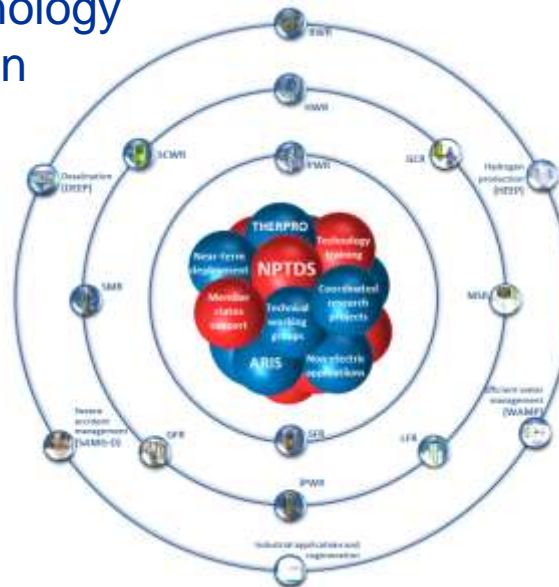 nology
n
BWR
HWR
SCWR
GCR
PWR
Desalination
(DEEP)
Hydrogen
production
(HEEP)
THERPRO
Technology
training
Near-term
deployment
NPTDS
Coordinated
research
projects
Member
states
support
Technical
working
groups
ARIS
Non electric
applications
SMR
MSR
Efficient water
management
(WAMP)
Severe
accident
management
(SAMG-D)
GFR
SFR
LFR
iPWR
Industrial applications and
cogeneration